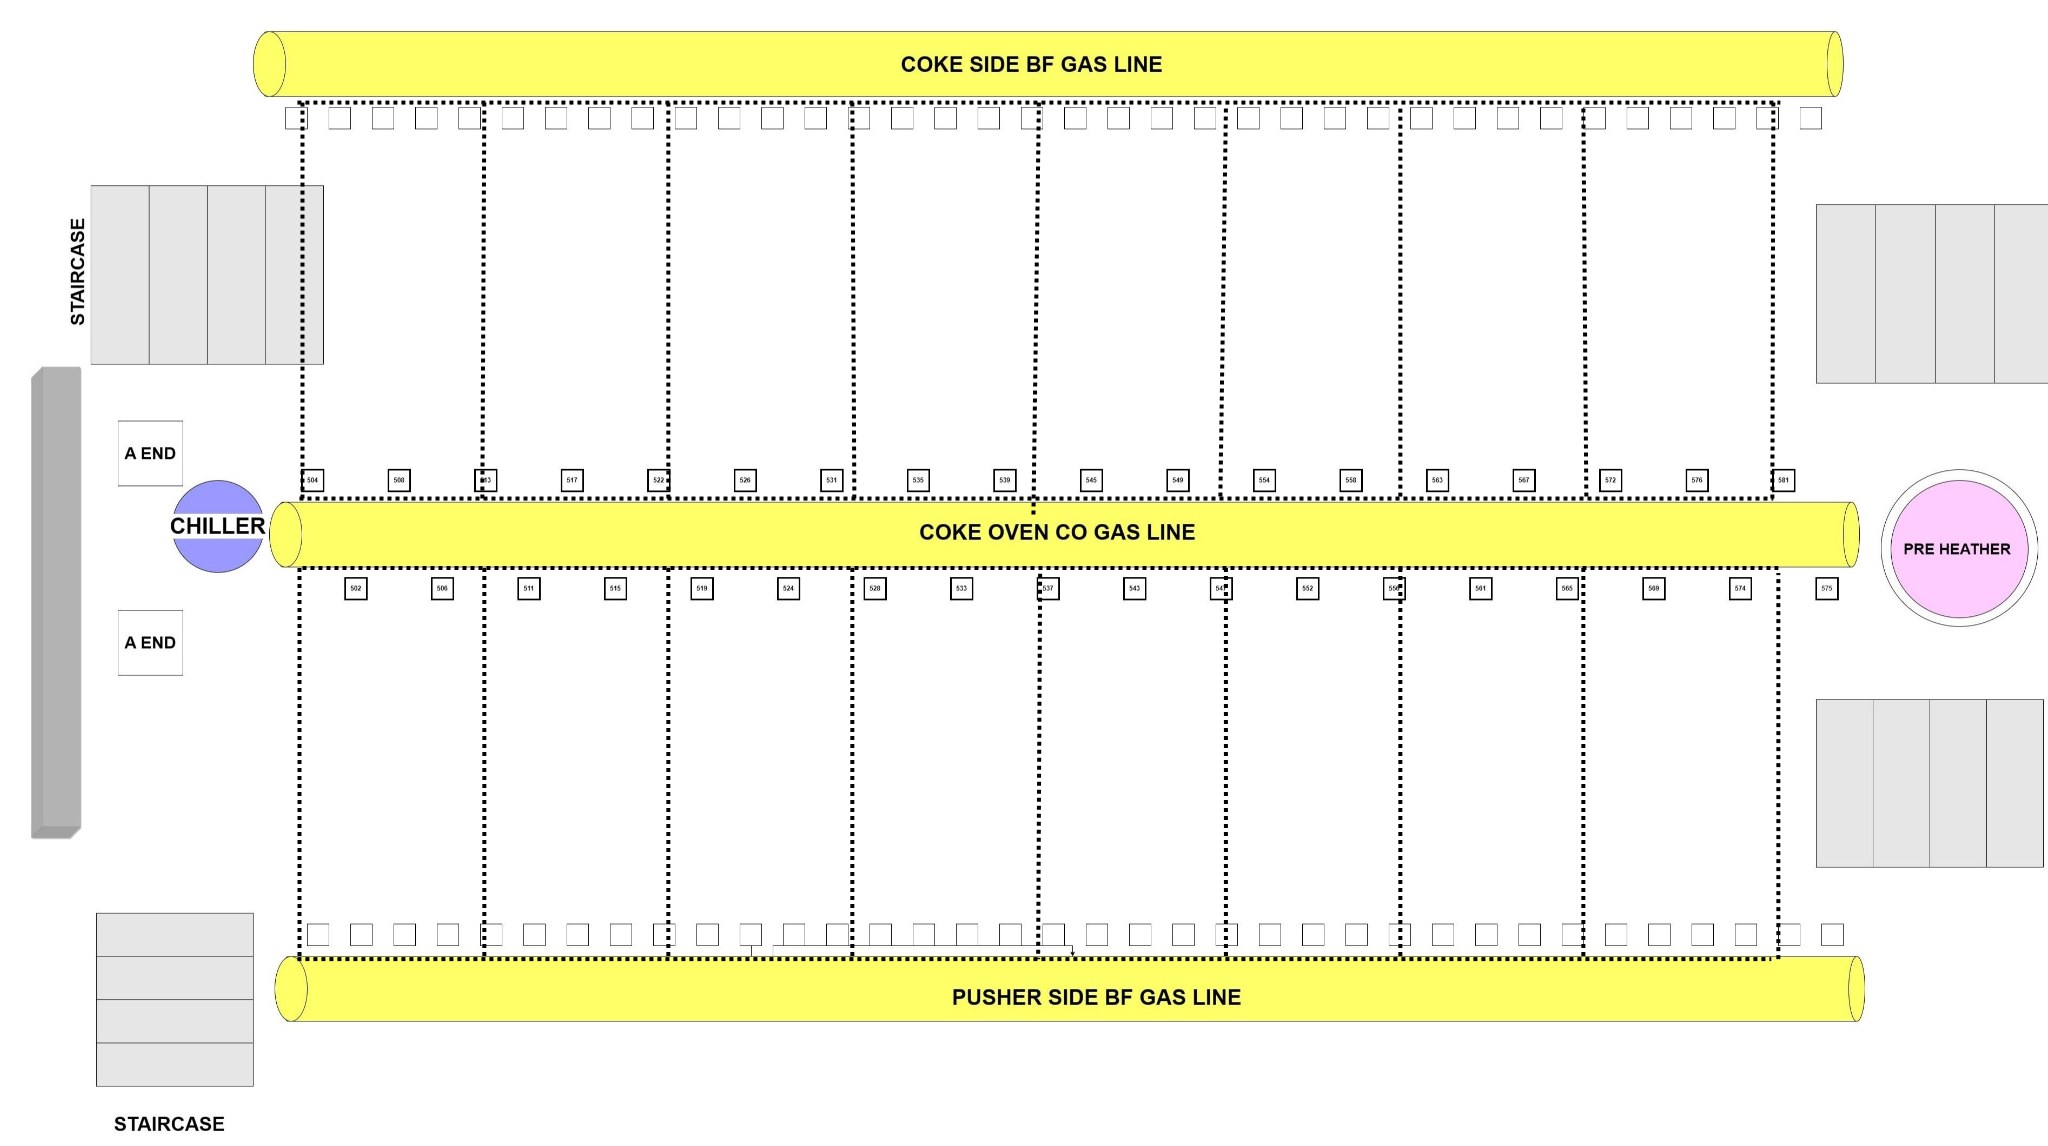 COKE SIDE BF GAS LINE
STAIRCASE
A END
504 508 513 517 522 526 531 535 539 545 549 554 558 563 567 572 576 581
CHILLER
COKE OVEN CO GAS LINE
PRE HEATHER
502 506 511 515 519 524 528 533 537 543 552 556 561 565 569 574 575
A END
PUSHER SIDE BF GAS LINE
STAIRCASE